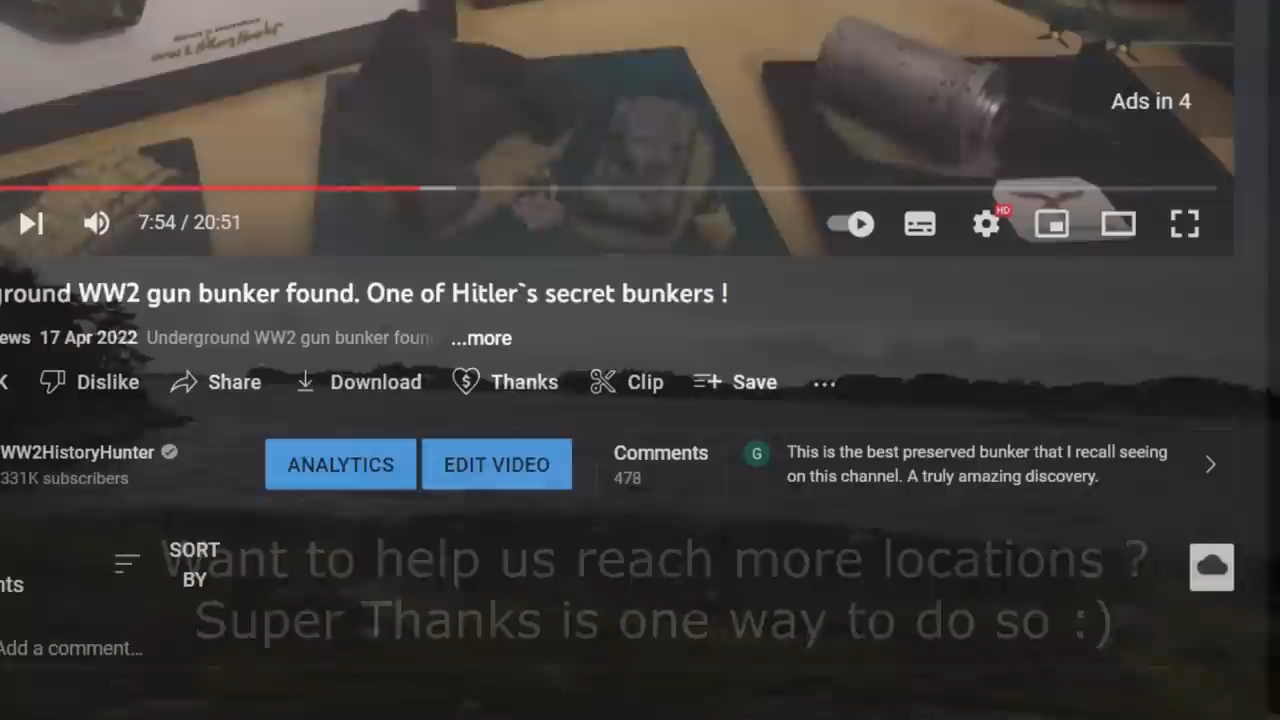 Ads in 4
7:54 / 20:51
HD
ground WW2 gun bunker found. One of Hitler`s secret bunkers !
ews 17 Apr 2022 Underground WW2 gun bunker foun ...more
K Dislike Share Download Thanks Clip Save ...
WW2HistoryHunter
331K subscribers
ANALYTICS
EDIT VIDEO
Comments
478
G
This is the best preserved bunker that I recall seeing
on this channel. A truly amazing discovery.
SORT
BY
nts
Want to help us reach more locations ?
Super Thanks is one way to do so :)
Add a comment...